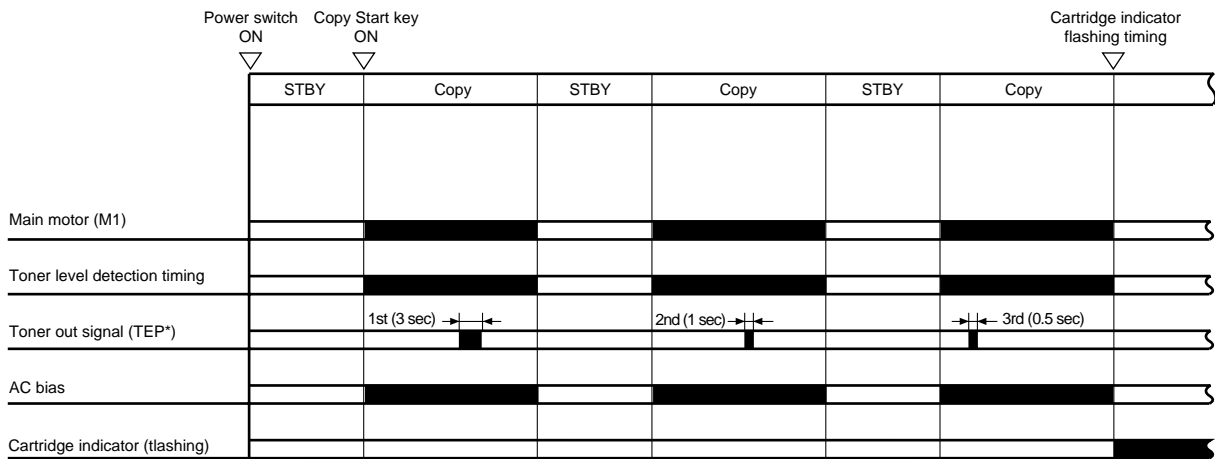 Power switch
ON
Copy Start key
ON
Cartridge indicator
flashing timing
STBY Copy STBY Copy STBY Copy
Main motor (M1)
Toner level detection timing
Toner out signal (TEP*) 1st (3 sec) 2nd (1 sec) 3rd (0.5 sec)
AC bias
Cartridge indicator (tlashing)